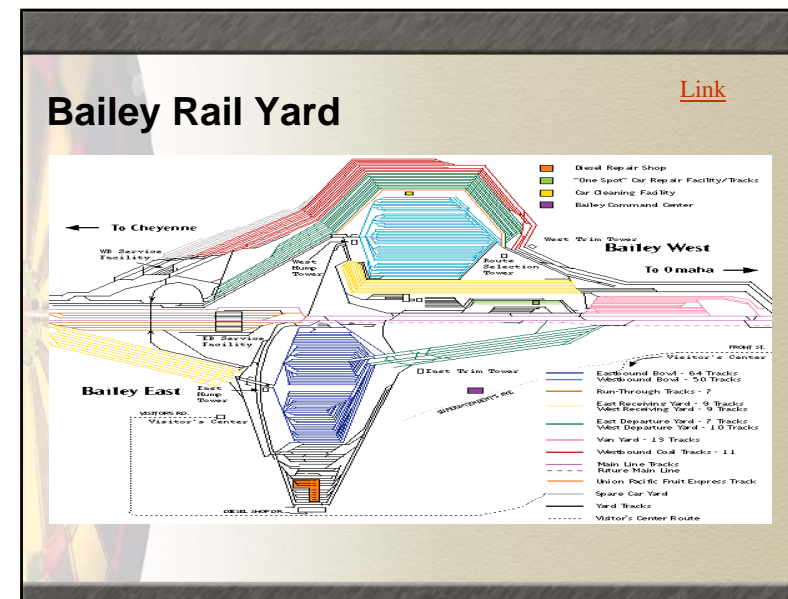 Link
Bailey Rail Yard
Diesel Repair Shop
"One Spot" Car Repair Facility/Tracks
Car Cleaning Facility
Bailey Command Center
To Cheyenne
WB Service
Facility
West
Hump
Tower
West Trim Tower
Bailey West
Route
Selection
Tower
To Omaha
EB Service
Facility
FRONT ST.
Visitor's Center
East Trim Tower
Bailey East
East
Hump
Tower
VISITORS RD.
Visitor's Center
SUPERINTENDENT'S AVE.
DIESEL SHOP DR.
Eastbound Bowl - 64 Tracks
Westbound Bowl - 50 Tracks
Run-Through Tracks - 7
East Receiving Yard - 9 Tracks
West Receiving Yard - 9 Tracks
East Departure Yard - 7 Tracks
West Departure Yard - 10 Tracks
Van Yard - 13 Tracks
Westbound Coal Tracks - 11
Main Line Tracks
Future Main Line
Union Pacific Fruit Express Track
Spare Car Yard
Yard Tracks
Visitor's Center Route